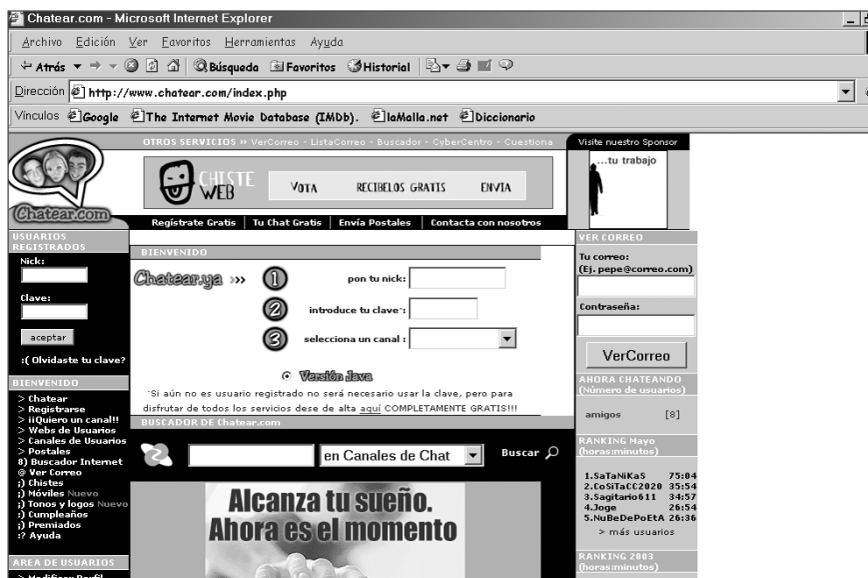 Chatear.com - Microsoft Internet Explorer
Archivo Edición Ver Favoritos Herramientas Ayuda
Atrás Búsqueda Favoritos Historial
Dirección http://www.chatear.com/index.php
Vínculos Google The Internet Movie Database (IMDb). laMalla.net Diccionario
OTROS SERVICIOS » VerCorreo - ListaCorreo - Buscador - CyberCentro - Cuestiona
Visite nuestro Sponsor
CHISTE
WEB
VOTA RECIBELOS GRATIS ENVIA
...tu trabajo
Chatear.com
Regístrate Gratis | Tu Chat Gratis | Envía Postales | Contacta con nosotros
USUARIOS
REGISTRADOS
Nick:
Clave:
aceptar
:( Olvidaste tu clave?
BIENVENIDO
> Chatear
> Registrarse
> ¡¡Quiero un canal!!
> Webs de Usuarios
> Canales de Usuarios
> Postales
8) Buscador Internet
@ Ver Correo
;) Chistes
;) Móviles Nuevo
;) Tonos y logos Nuevo
:) Cumpleaños
;) Premiados
:? Ayuda
AREA DE USUARIOS
> Modificar Perfil
BIENVENIDO
Chatear.ya »»
1 pon tu nick:
2 introduce tu clave*:
3 selecciona un canal :
Versión Java
*Si aún no es usuario registrado no será necesario usar la clave, pero para
disfrutar de todos los servicios dese de alta aquí COMPLETAMENTE GRATIS!!!
BUSCADOR DE Chatear.com
en Canales de Chat Buscar
Alcanza tu sueño.
Ahora es el momento
VER CORREO
Tu correo:
(Ej. pepe@correo.com)
Contraseña:
VerCorreo
AHORA CHATEANDO
(Número de usuarios)
amigos [8]
RANKING Mayo
(horas:minutos)
1.SaTaNiKaS 75:04
2.CoSiTaCC2020 35:54
3.Sagitario611 34:57
4.Joge 26:54
5.NuBeDePoEtA 26:36
> más usuarios
RANKING 2003
(horas:minutos)